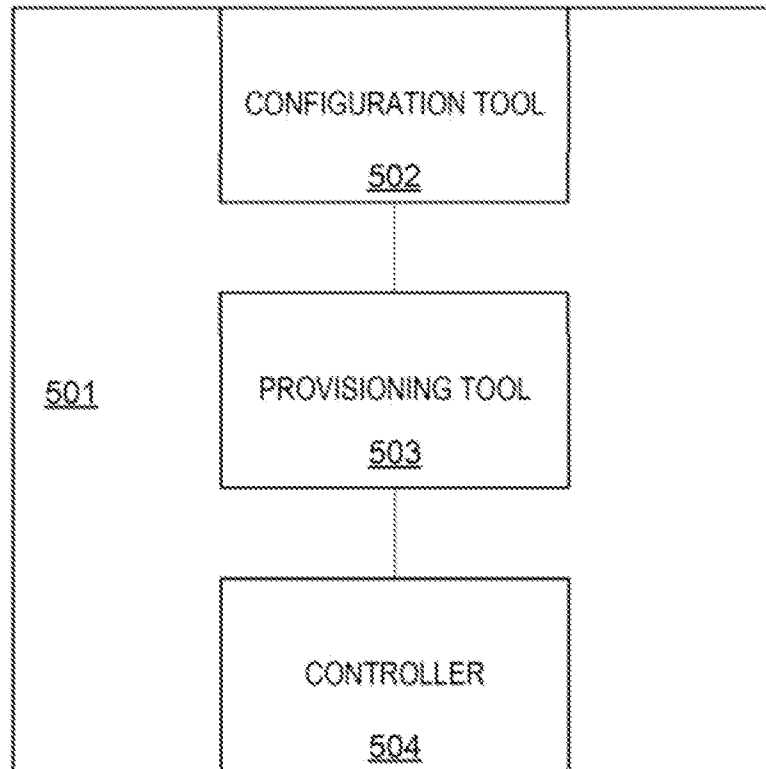 CONFIGURATION TOOL
502
501
PROVISIONING TOOL
503
CONTROLLER
504